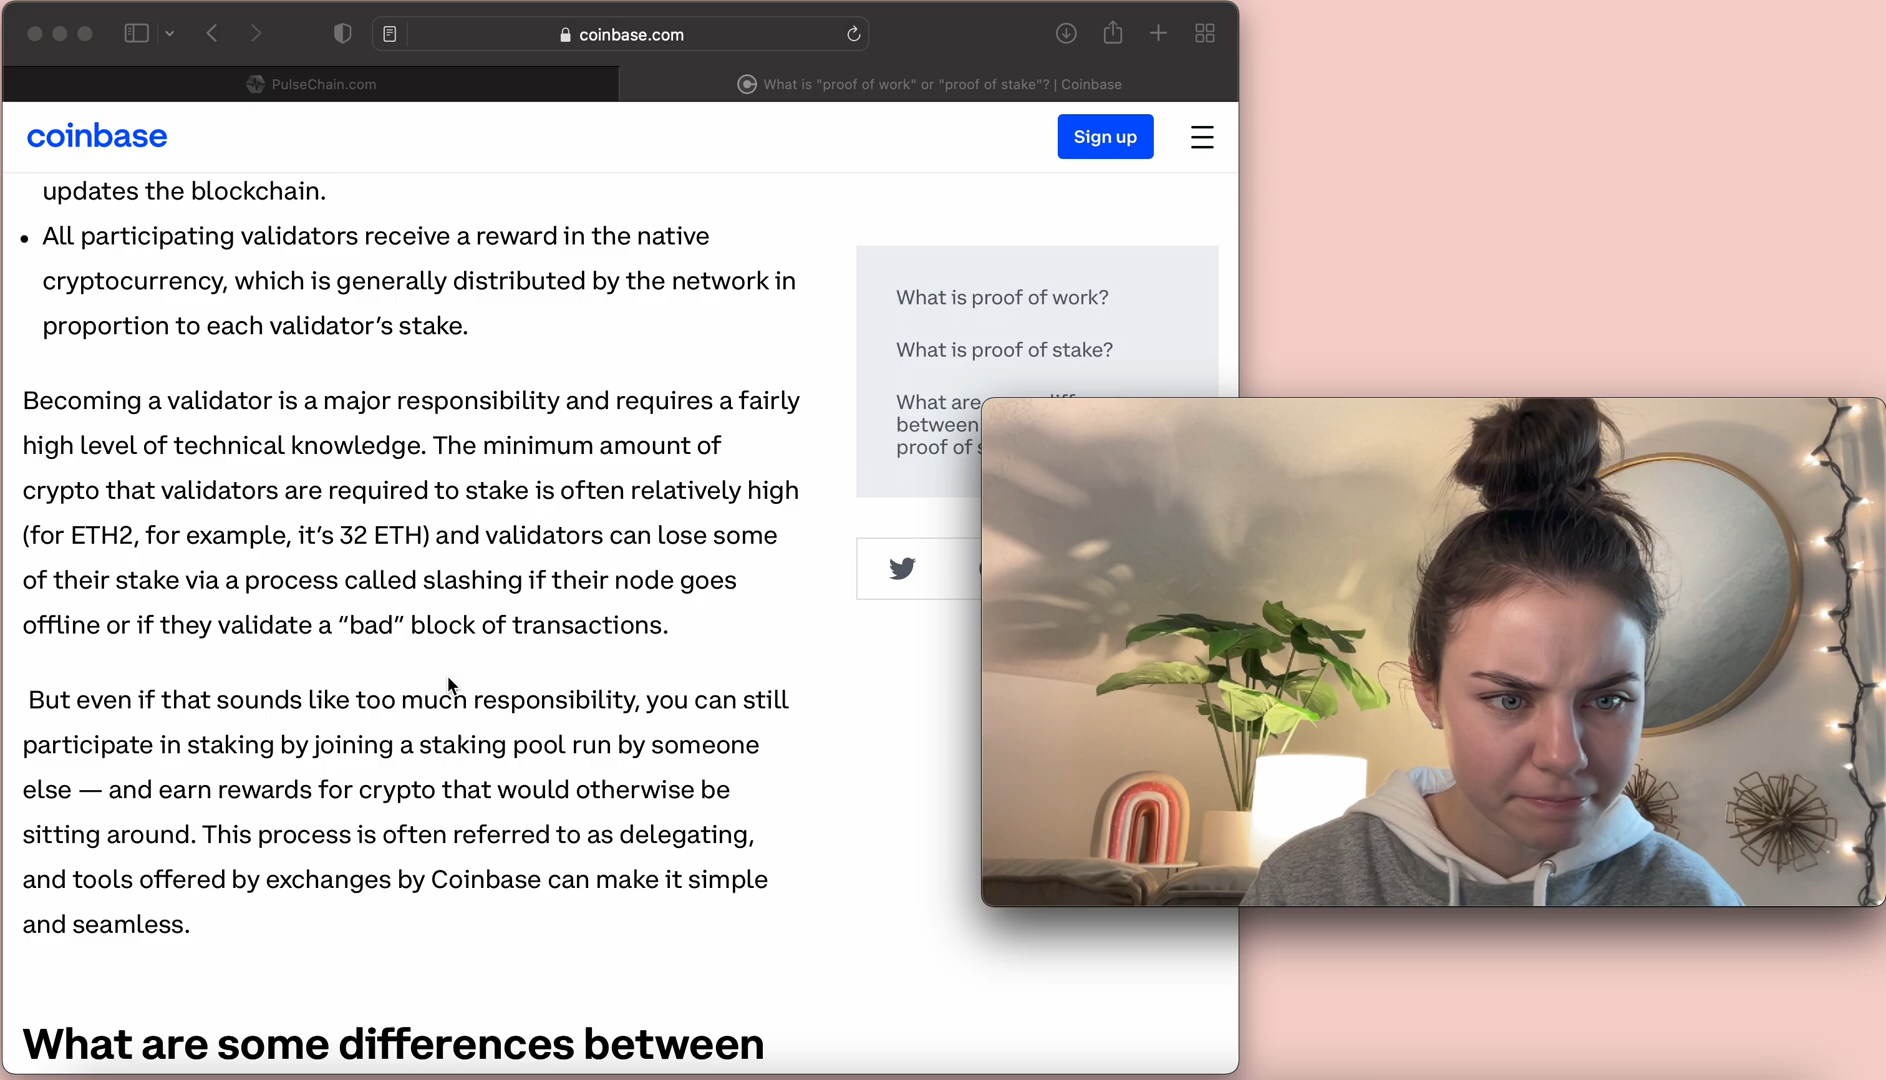 coinbase.com
PulseChain.com
What is "proof of work" or "proof of stake"? | Coinbase
coinbase
Sign up
updates the blockchain.
• All participating validators receive a reward in the native
cryptocurrency, which is generally distributed by the network in
proportion to each validator’s stake.
Becoming a validator is a major responsibility and requires a fairly
high level of technical knowledge. The minimum amount of
crypto that validators are required to stake is often relatively high
(for ETH2, for example, it’s 32 ETH) and validators can lose some
of their stake via a process called slashing if their node goes
offline or if they validate a “bad” block of transactions.
But even if that sounds like too much responsibility, you can still
participate in staking by joining a staking pool run by someone
else — and earn rewards for crypto that would otherwise be
sitting around. This process is often referred to as delegating,
and tools offered by exchanges by Coinbase can make it simple
and seamless.
What are some differences between
What is proof of work?
What is proof of stake?
What are
between
proof of